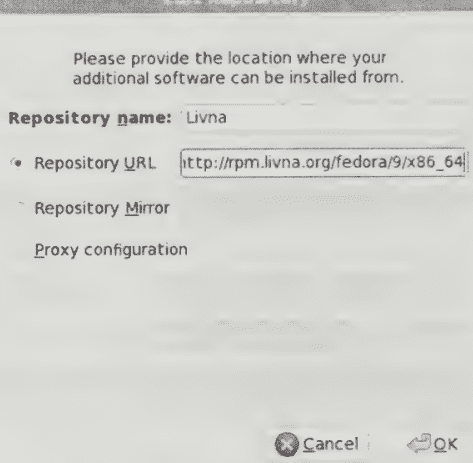 Please provide the location where your
additional software can be installed from.
Repository name: Livna
Repository URL ttp://rpm.livna.org/fedora/9/x86_64
Repository Mirror
Proxy configuration
Cancel OK